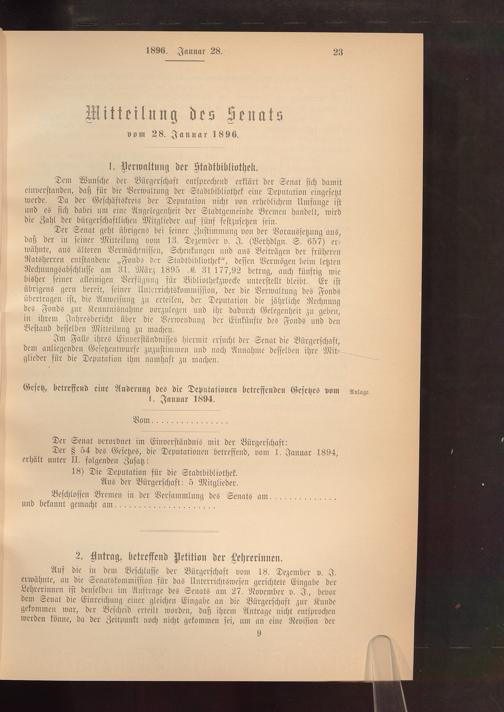 1896. Januar 28.
23
Mitteilung des Senats
vom 28. Januar 1896.
1. Verwaltung der Stadtbibliothek.
Dem Wunsche der Bürgerschaft entsprechend erklärt der Senat sich damit
einverstanden, daß für die Verwaltung der Stadtbibliothek eine Deputation eingesetzt
werde. Da der Geschäftskreis der Deputation nicht von erheblichem Umfange ist
und es sich dabei um eine Angelegenheit der Stadtgemeinde Bremen handelt, wird
die Zahl der bürgerschaftlichen Mitglieder auf fünf festzusetzen sein.
Der Senat geht übrigens bei seiner Zustimmung von der Voraussetzung aus,
daß der in seiner Mitteilung vom 13. Dezember v. J. (Verhdlgn. S. 657) er-
wähnte, aus älteren Vermächtnissen, Schenkungen und aus Beiträgen der früheren
Ratsherren entstandene „Fonds der Stadtbibliothek“, dessen Vermögen beim letzten
Rechnungsabschlusse am 31. März 1895 ℳ 31 177,92 betrug, auch künftig wie
bisher seiner alleinigen Verfügung für Bibliothekzwecke unterstellt bleibt. Er ist
übrigens gern bereit, seiner Unterrichtskommission, der die Verwaltung des Fonds
übertragen ist, die Anweisung zu erteilen, der Deputation die jährliche Rechnung
des Fonds zur Kenntnisnahme vorzulegen und ihr dadurch Gelegenheit zu geben,
in ihrem Jahresbericht über die Verwendung der Einkünfte des Fonds und den
Bestand desselben Mitteilung zu machen.
Im Falle ihres Einverständnisses hiermit ersucht der Senat die Bürgerschaft,
dem anliegenden Gesetzentwurfe zuzustimmen und nach Annahme desselben ihre Mit-
glieder für die Deputation ihm namhaft zu machen.
Gesetz, betreffend eine Änderung des die Deputationen betreffenden Gesetzes vom
Anlage.
1. Januar 1894.
Vom...............
Der Senat verordnet im Einverständnis mit der Bürgerschaft:
Der § 54 des Gesetzes, die Deputationen betreffend, vom 1. Januar 1894,
erhält unter II. folgenden Zusatz:
18) Die Deputation für die Stadtbibliothek.
Aus der Bürgerschaft: 5 Mitglieder.
Beschlossen Bremen in der Versammlung des Senats am.............
und bekannt gemacht am...................
2. Antrag, betreffend Petition der Lehrerinnen.
Auf die in dem Beschlusse der Bürgerschaft vom 18. Dezember v. J.
erwähnte, an die Senatskommission für das Unterrichtswesen gerichtete Eingabe der
Lehrerinnen ist denselben im Auftrage des Senats am 27. November v. J., bevor
dem Senat die Einreichung einer gleichen Eingabe an die Bürgerschaft zur Kunde
gekommen war, der Bescheid erteilt worden, daß ihrem Antrage nicht entsprochen
werden könne, da der Zeitpunkt noch nicht gekommen sei, um an eine Revision der
9